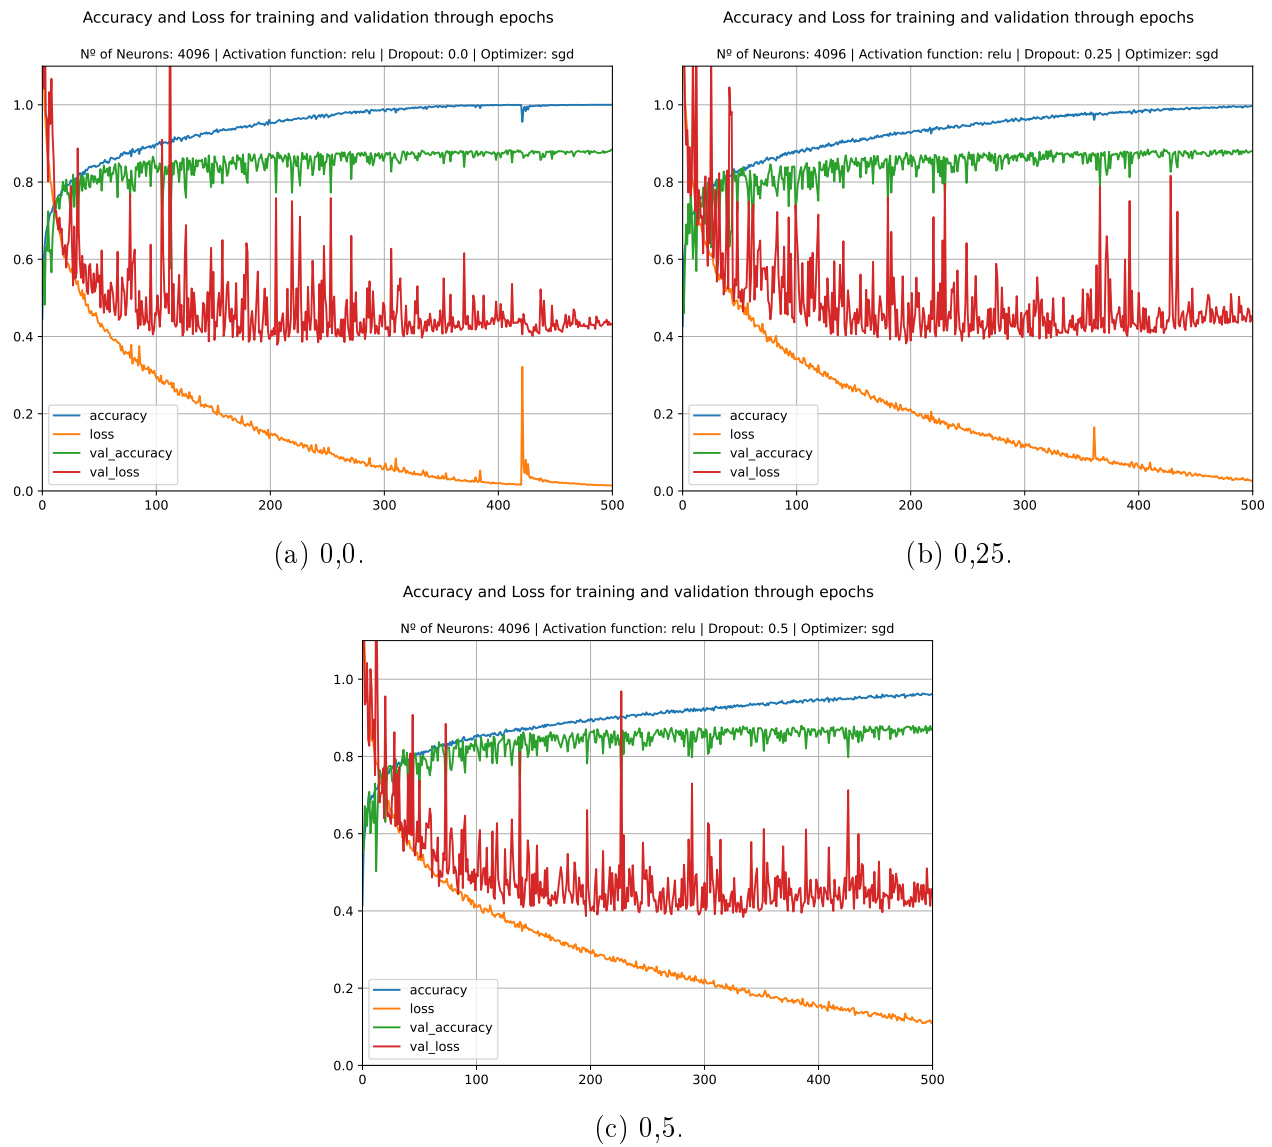 Accuracy and Loss for training and validation through epochs
Nº of Neurons: 4096 | Activation function: relu | Dropout: 0.0 | Optimizer: sgd
1.0
0.8
0.6
0.4
0.2
0.0
accuracy
loss
val_accuracy
val_loss
0 100 200 300 400 500
(a) 0,0.
Accuracy and Loss for training and validation through epochs
Nº of Neurons: 4096 | Activation function: relu | Dropout: 0.25 | Optimizer: sgd
1.0
0.8
0.6
0.4
0.2
0.0
accuracy
loss
val_accuracy
val_loss
0 100 200 300 400 500
(b) 0,25.
Accuracy and Loss for training and validation through epochs
Nº of Neurons: 4096 | Activation function: relu | Dropout: 0.5 | Optimizer: sgd
1.0
0.8
0.6
0.4
0.2
0.0
accuracy
loss
val_accuracy
val_loss
0 100 200 300 400 500
(c) 0,5.